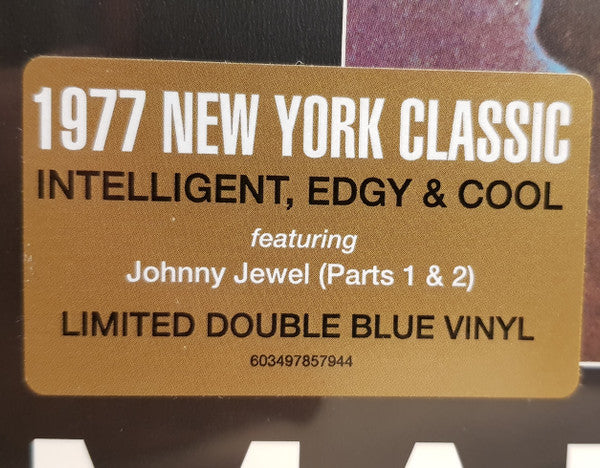 1977 NEW YORK CLASSIC
INTELLIGENT, EDGY & COOL
featuring
Johnny Jewel (Parts 1 & 2)
LIMITED DOUBLE BLUE VINYL
603497857944